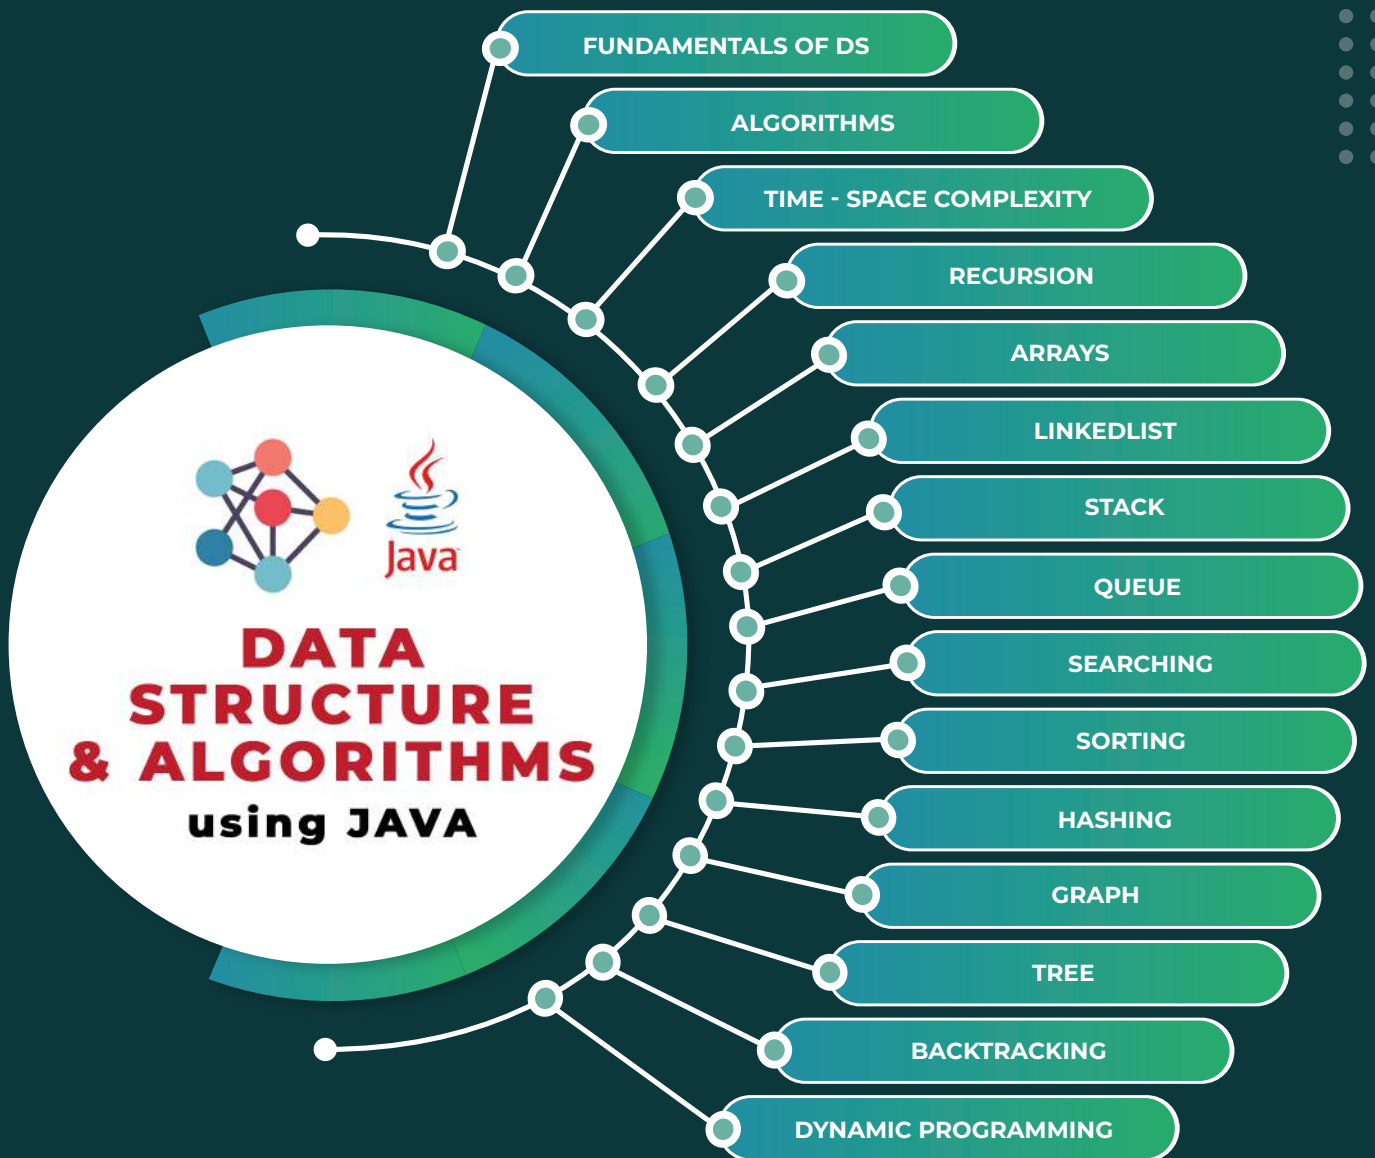 FUNDAMENTALS OF DS
ALGORITHMS
TIME - SPACE COMPLEXITY
RECURSION
ARRAYS
LINKEDLIST
STACK
QUEUE
SEARCHING
SORTING
HASHING
GRAPH
TREE
BACKTRACKING
DYNAMIC PROGRAMMING
Java
DATA
STRUCTURE
& ALGORITHMS
using JAVA